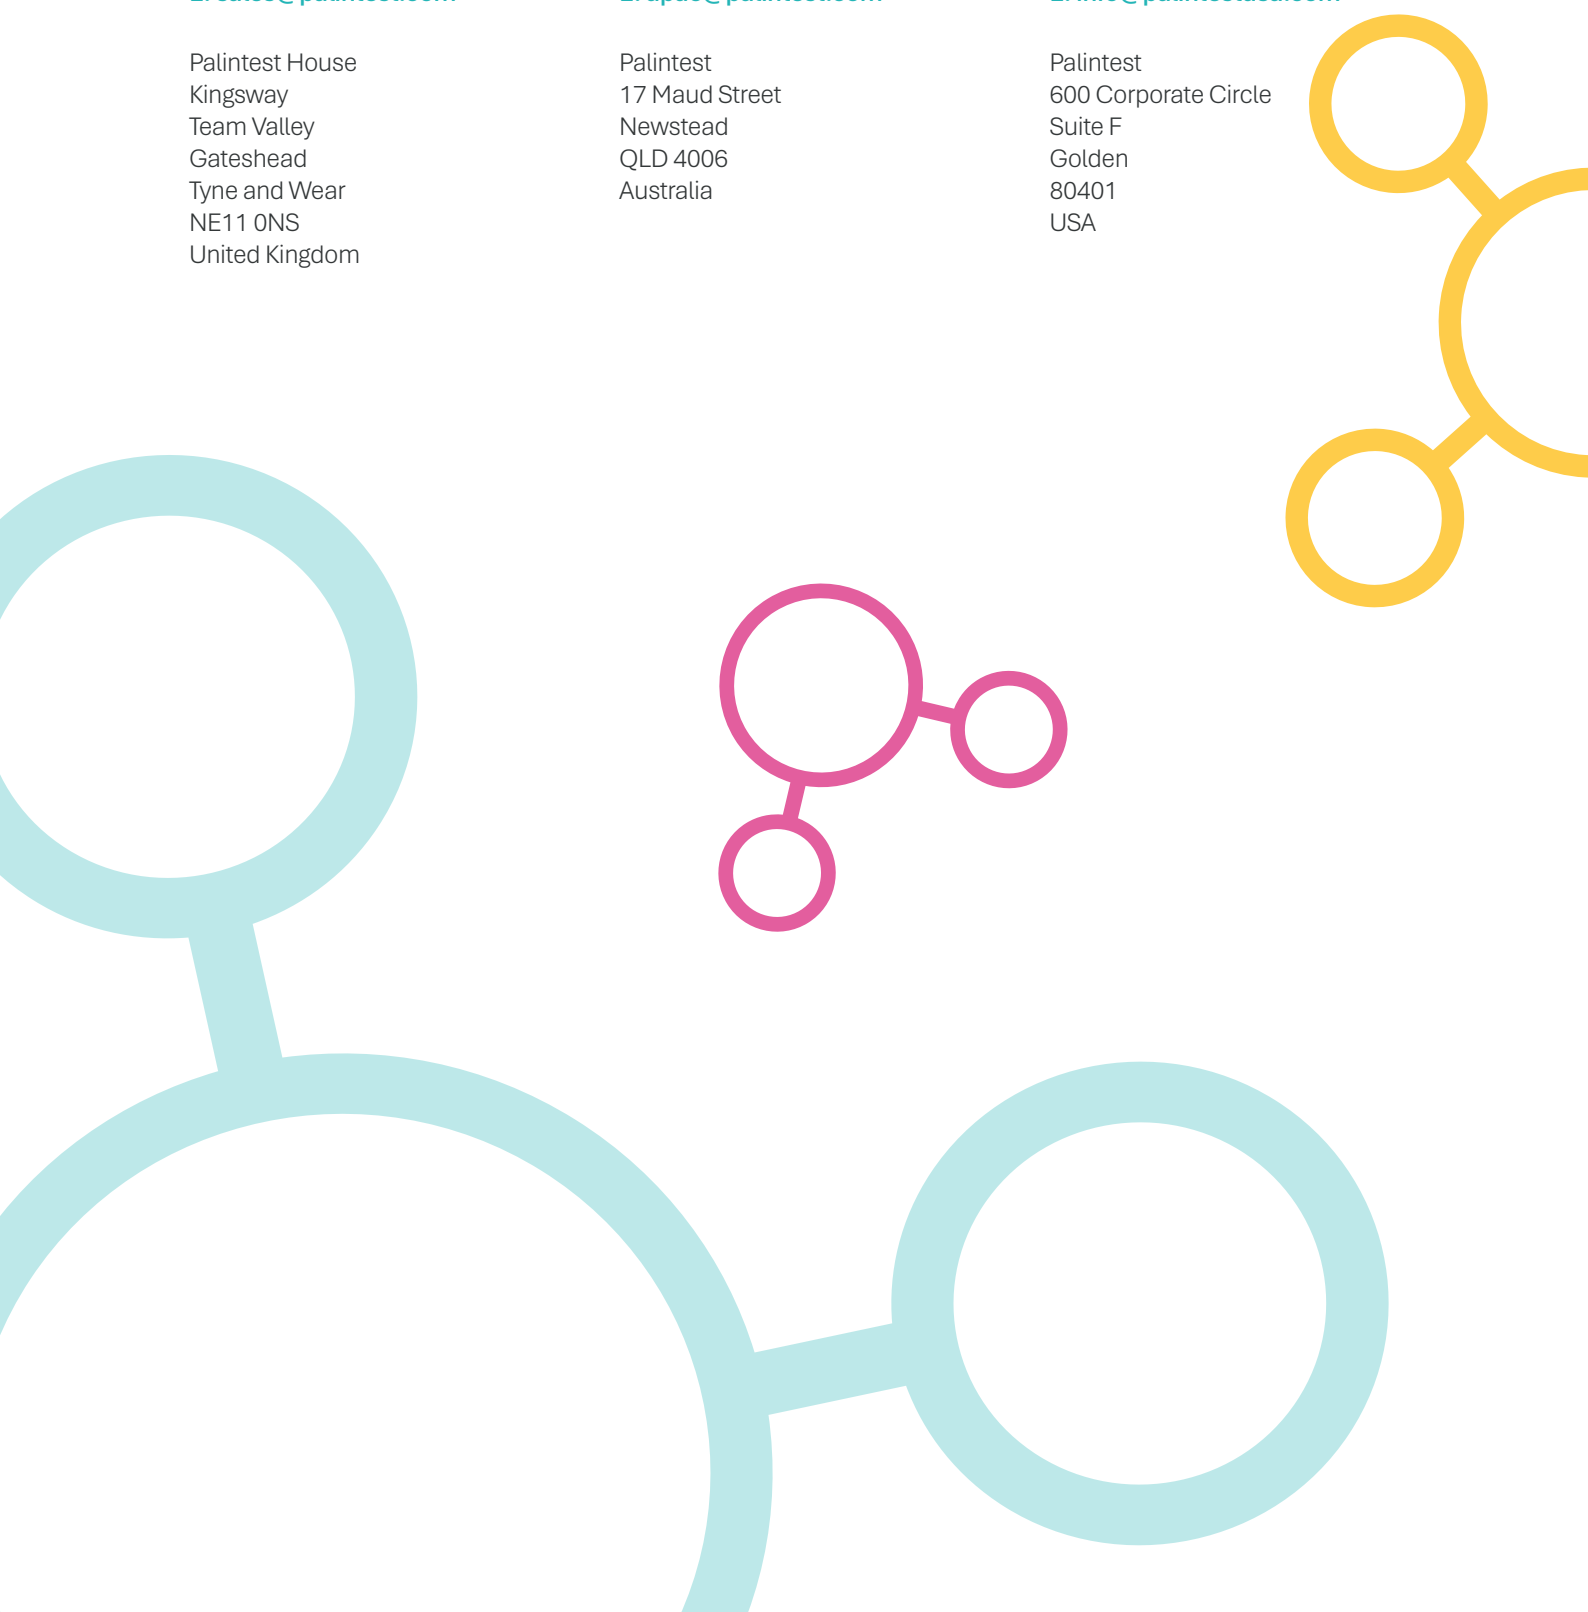 Palintest House
Kingsway
Team Valley
Gateshead
Tyne and Wear
NE11 0NS
United Kingdom
Palintest
17 Maud Street
Newstead
QLD 4006
Australia
Palintest
600 Corporate Circle
Suite F
Golden
80401
USA